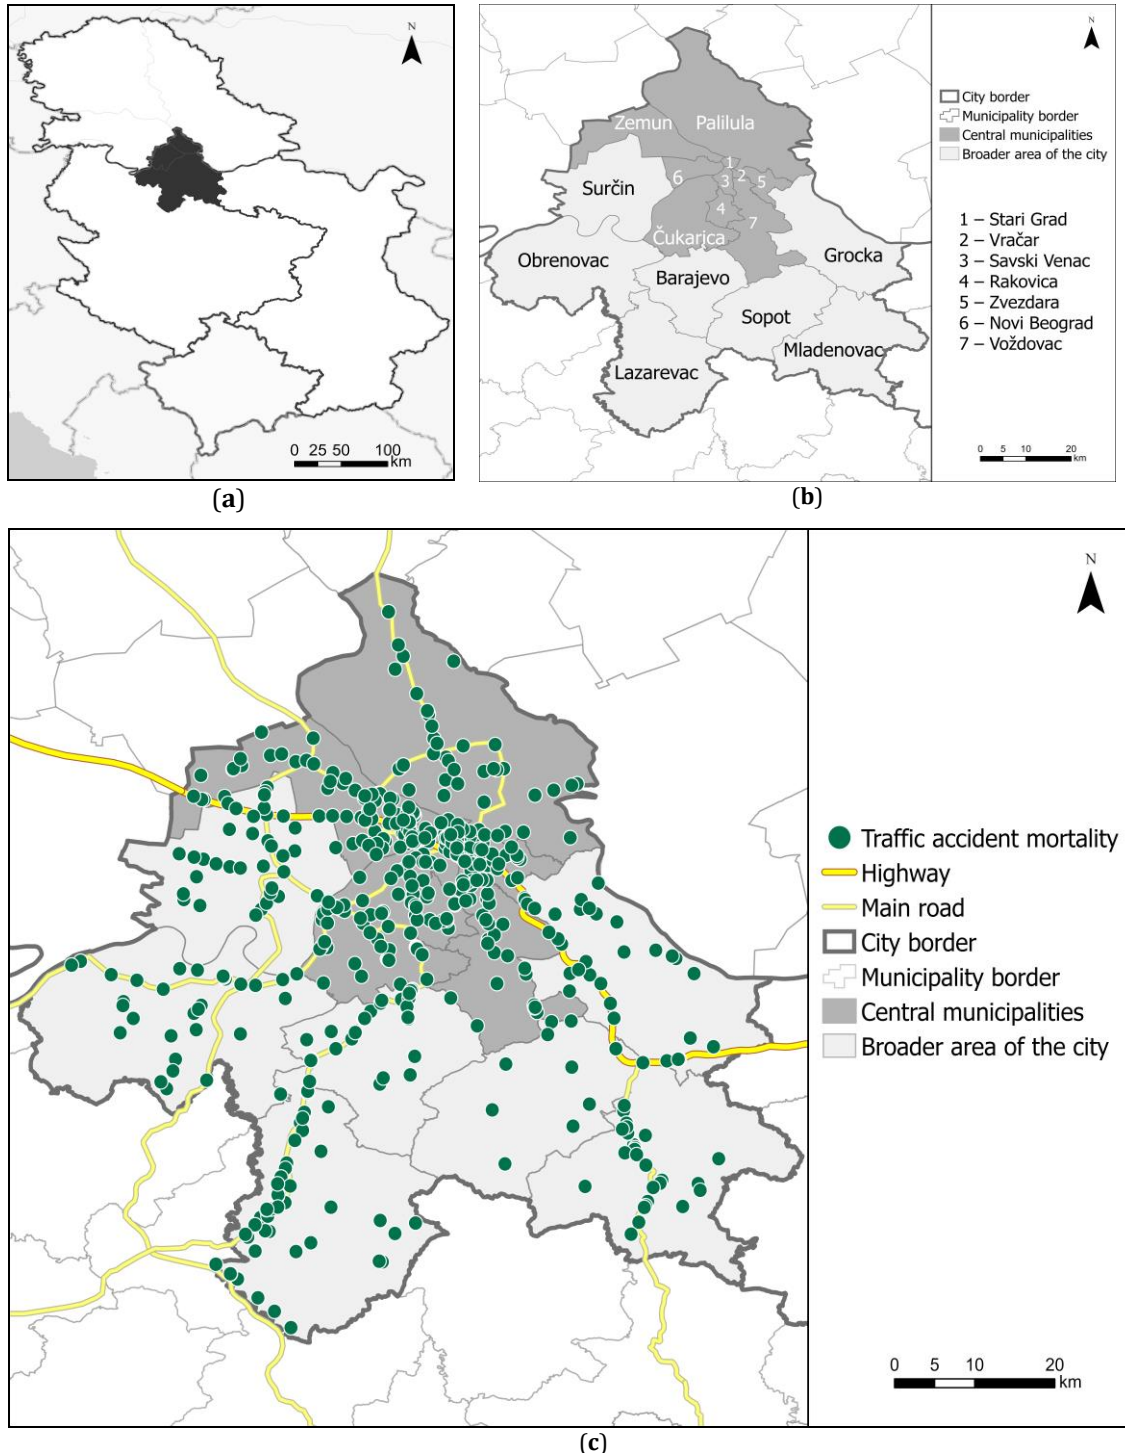 N
0 25 50 100
km
(a)
N
Zemun Palilula
1
2
3
5
6
Surčin
4
7
Čukarica
Obrenovac
Grocka
Barajevo
Sopot
Mladenovac
Lazarevac
City border
Municipality border
Central municipalities
Broader area of the city
1 – Stari Grad
2 – Vračar
3 – Savski Venac
4 – Rakovica
5 – Zvezdara
6 – Novi Beograd
7 – Voždovac
0 5 10 20
km
(b)
N
Traffic accident mortality
Highway
Main road
City border
Municipality border
Central municipalities
Broader area of the city
0 5 10 20
km
(c)